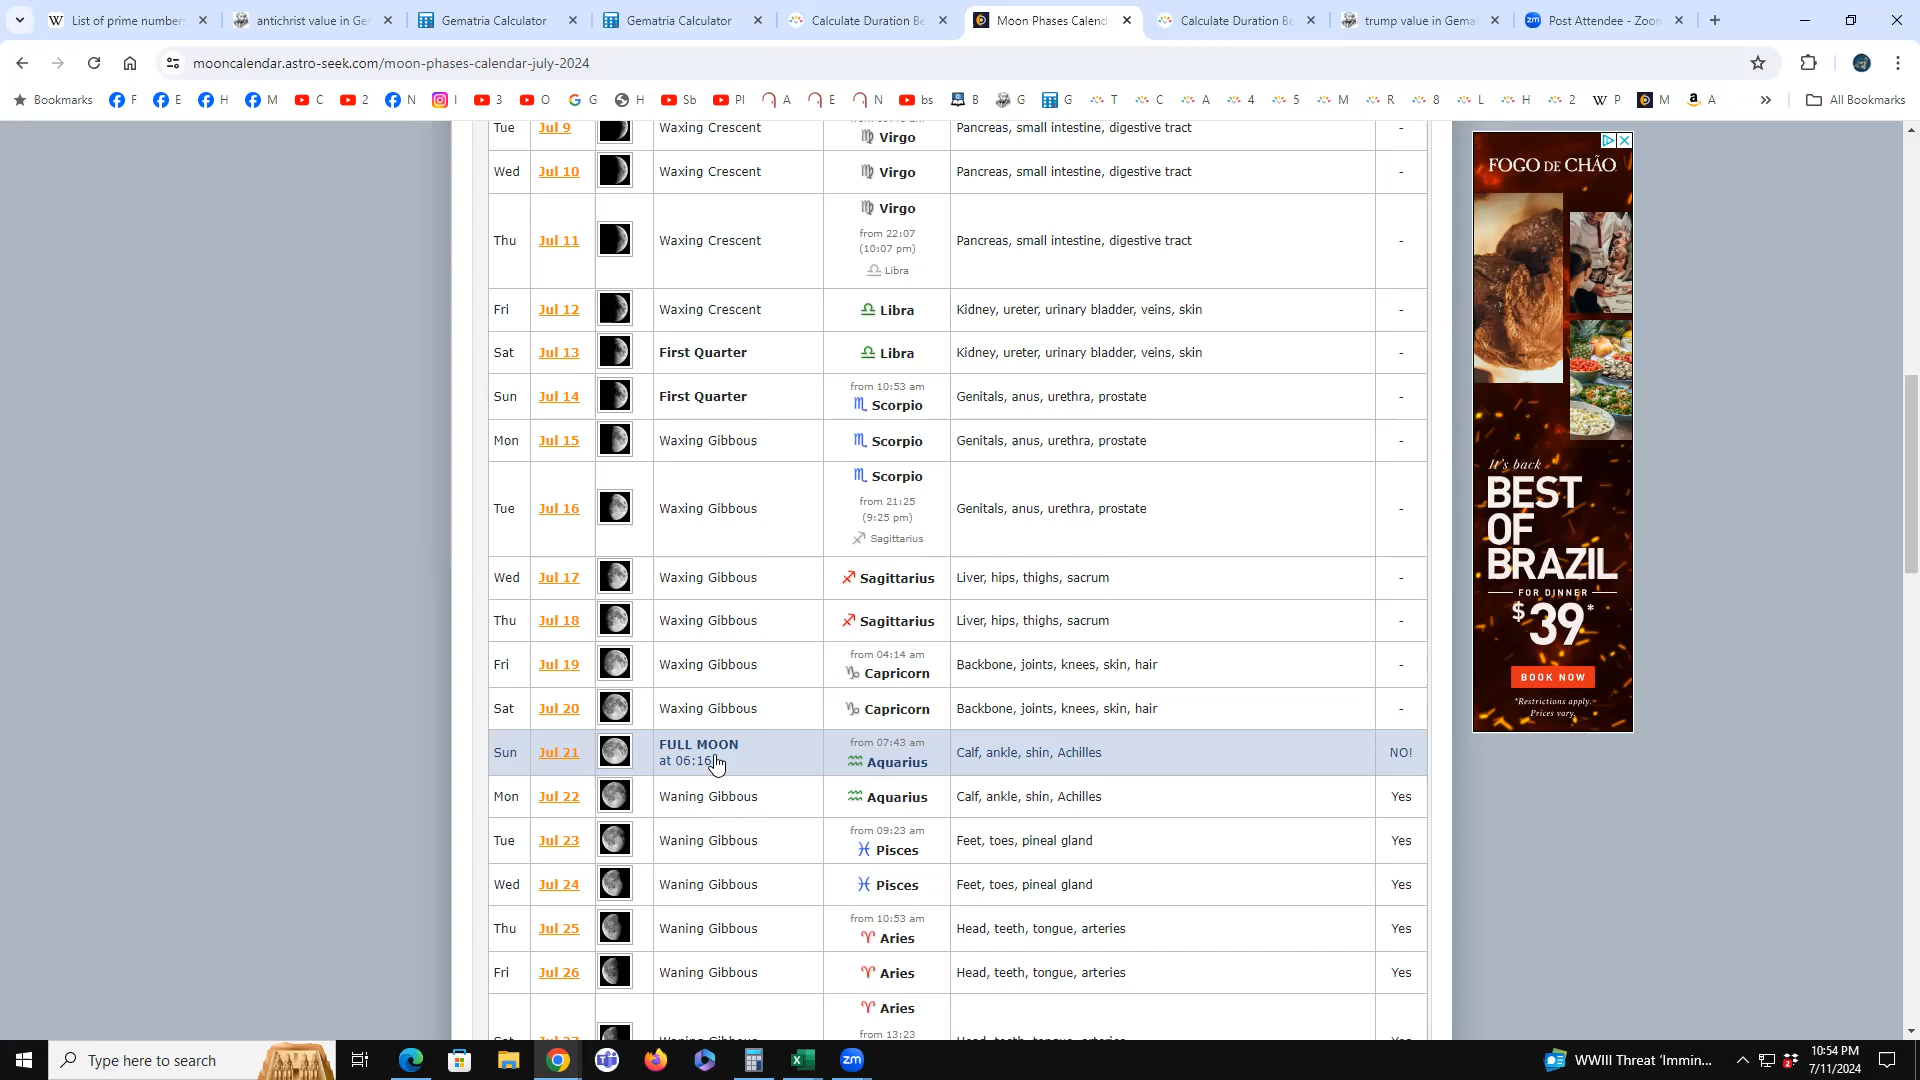 List of prime numbers
antichrist value in Ge
Gematria Calculator
Gematria Calculator
Calculate Duration Be
Moon Phases Calend
Calculate Duration Be
trump value in Gema
Post Attendee - Zoon
mooncalendar.astro-seek.com/moon-phases-calendar-july-2024
Bookmarks F E H M C 2 N I 3 O G H Sb PI A E N bs B G G T C A 4 5 M R 8 L H 2 P M A » All Bookmarks
Tue Jul 9 Waxing Crescent Virgo Pancreas, small intestine, digestive tract -
Wed Jul 10 Waxing Crescent Virgo Pancreas, small intestine, digestive tract -
Virgo
from 22:07
Thu Jul 11 Waxing Crescent Pancreas, small intestine, digestive tract -
(10:07 pm)
Libra
Fri Jul 12 Waxing Crescent Libra Kidney, ureter, urinary bladder, veins, skin -
Sat Jul 13 First Quarter Libra Kidney, ureter, urinary bladder, veins, skin -
from 10:53 am
Sun Jul 14 First Quarter Scorpio Genitals, anus, urethra, prostate -
Mon Jul 15 Waxing Gibbous Scorpio Genitals, anus, urethra, prostate -
Scorpio
from 21:25
Tue Jul 16 Waxing Gibbous Genitals, anus, urethra, prostate -
(9:25 pm)
Sagittarius
Wed Jul 17 Waxing Gibbous Sagittarius Liver, hips, thighs, sacrum -
Thu Jul 18 Waxing Gibbous Sagittarius Liver, hips, thighs, sacrum -
from 04:14 am
Fri Jul 19 Waxing Gibbous Capricorn Backbone, joints, knees, skin, hair -
Sat Jul 20 Waxing Gibbous Capricorn Backbone, joints, knees, skin, hair -
FULL MOON from 07:43 am
Sun Jul 21 at 06:16 Aquarius Calf, ankle, shin, Achilles NO!
Mon Jul 22 Waning Gibbous Aquarius Calf, ankle, shin, Achilles Yes
from 09:23 am
Tue Jul 23 Waning Gibbous Pisces Feet, toes, pineal gland Yes
Wed Jul 24 Waning Gibbous Pisces Feet, toes, pineal gland Yes
from 10:53 am
Thu Jul 25 Waning Gibbous Aries Head, teeth, tongue, arteries Yes
Fri Jul 26 Waning Gibbous Aries Head, teeth, tongue, arteries Yes
Aries
from 13:23
FOGO DE CHÃO
It's back
BEST
OF
BRAZIL
FOR DINNER
$39*
BOOK NOW
*Restrictions apply.
Prices vary.
Type here to search
WWIII Threat 'Immin...
10:54 PM
7/11/2024